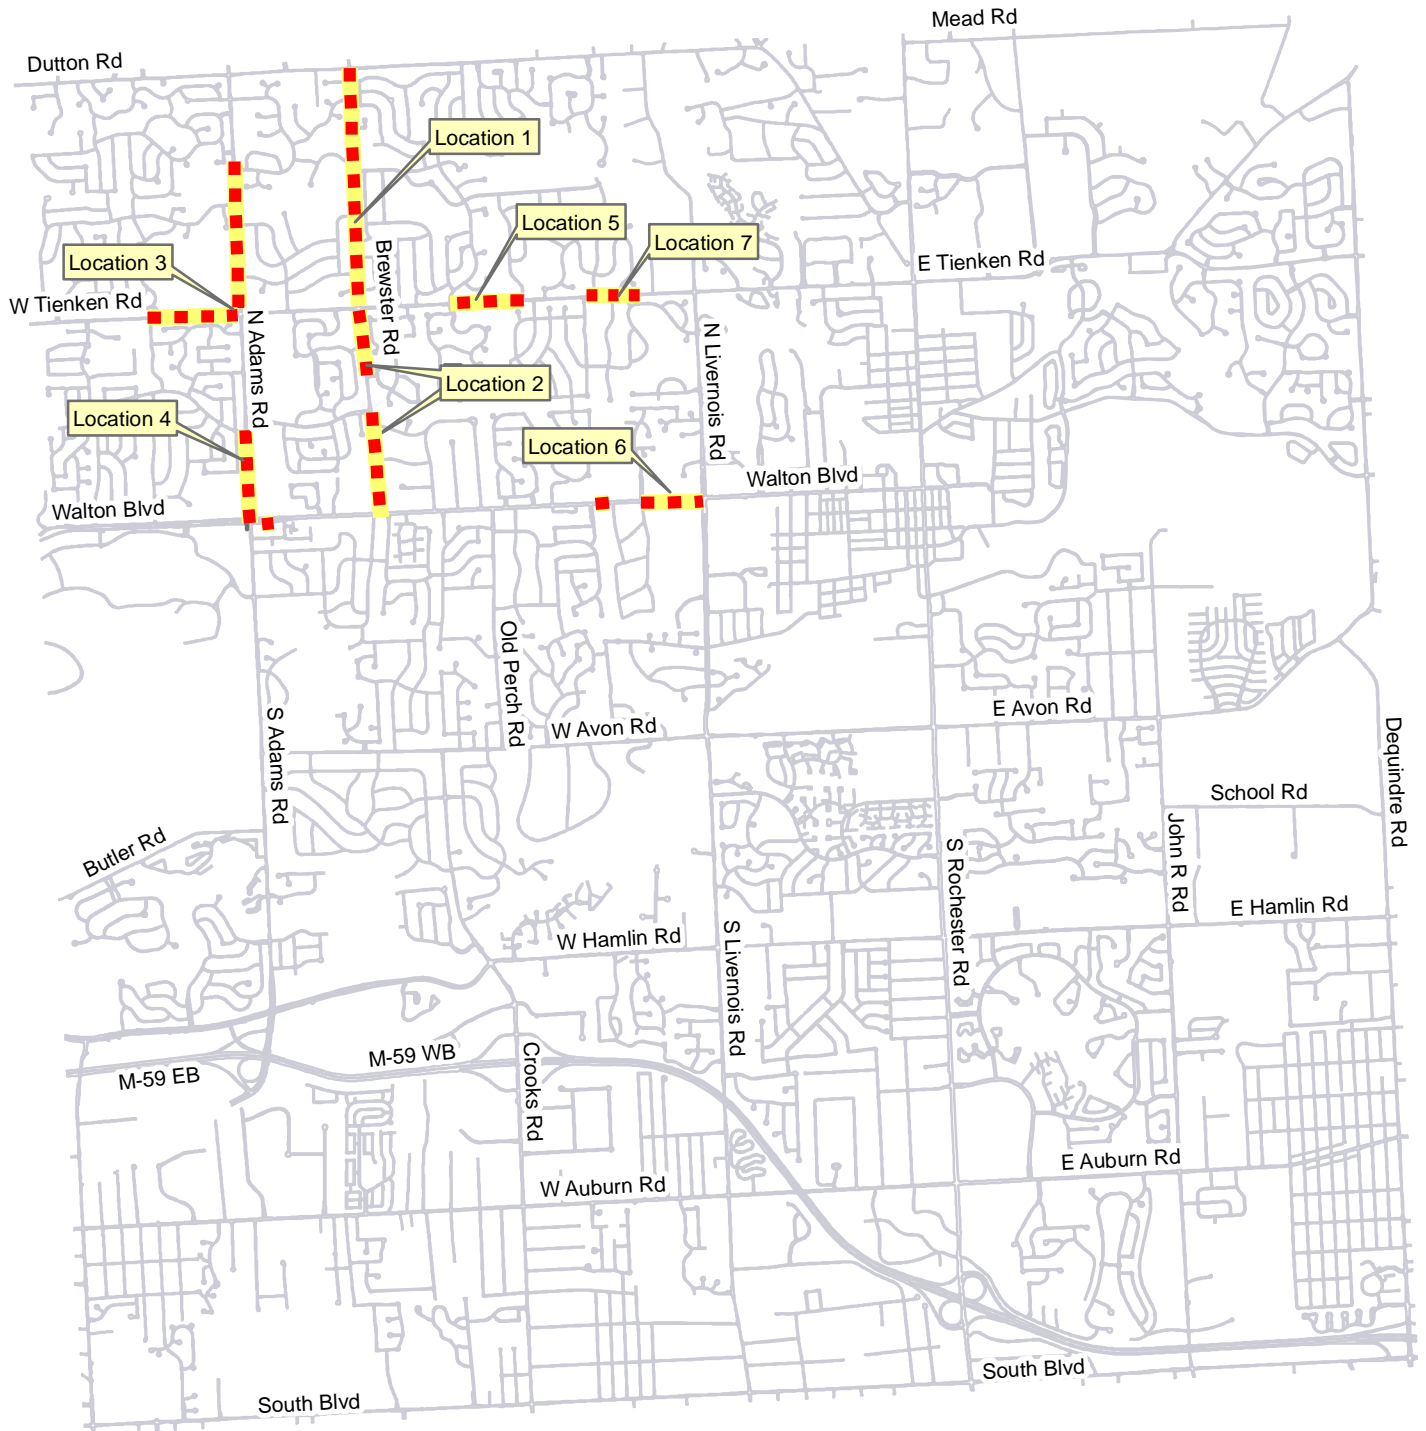 Mead Rd
Dutton Rd
Location 1
Location 5
Location 7
Brewster Rd
Location 3
E Tienken Rd
W Tienken Rd
N Adams Rd
N Livernois Rd
Location 2
Location 4
Location 6
Walton Blvd
Walton Blvd
Old Perch Rd
E Avon Rd
W Avon Rd
S Adams Rd
Dequindre Rd
School Rd
John R Rd
Butler Rd
S Rochester Rd
E Hamlin Rd
W Hamlin Rd
S Livernois Rd
M-59 WB
M-59 EB
Crooks Rd
E Auburn Rd
W Auburn Rd
South Blvd
South Blvd